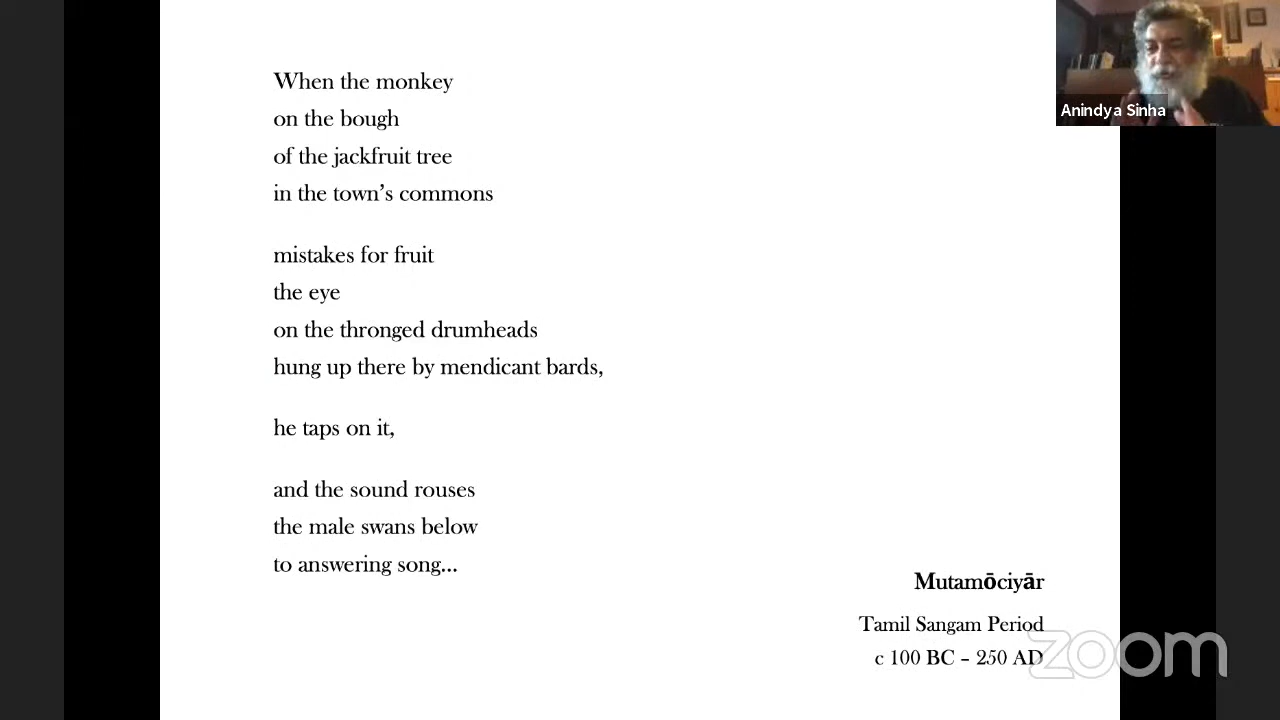 When the monkey
on the bough
of the jackfruit tree
in the town's commons
mistakes for fruit
the eye
on the thronged drumheads
hung up there by mendicant bards,
he taps on it,
and the sound rouses
the male swans below
to answering song...
Mutamōciyār
Tamil Sangam Period
c 100 BC – 250 AD
Anindya Sinha
zoom